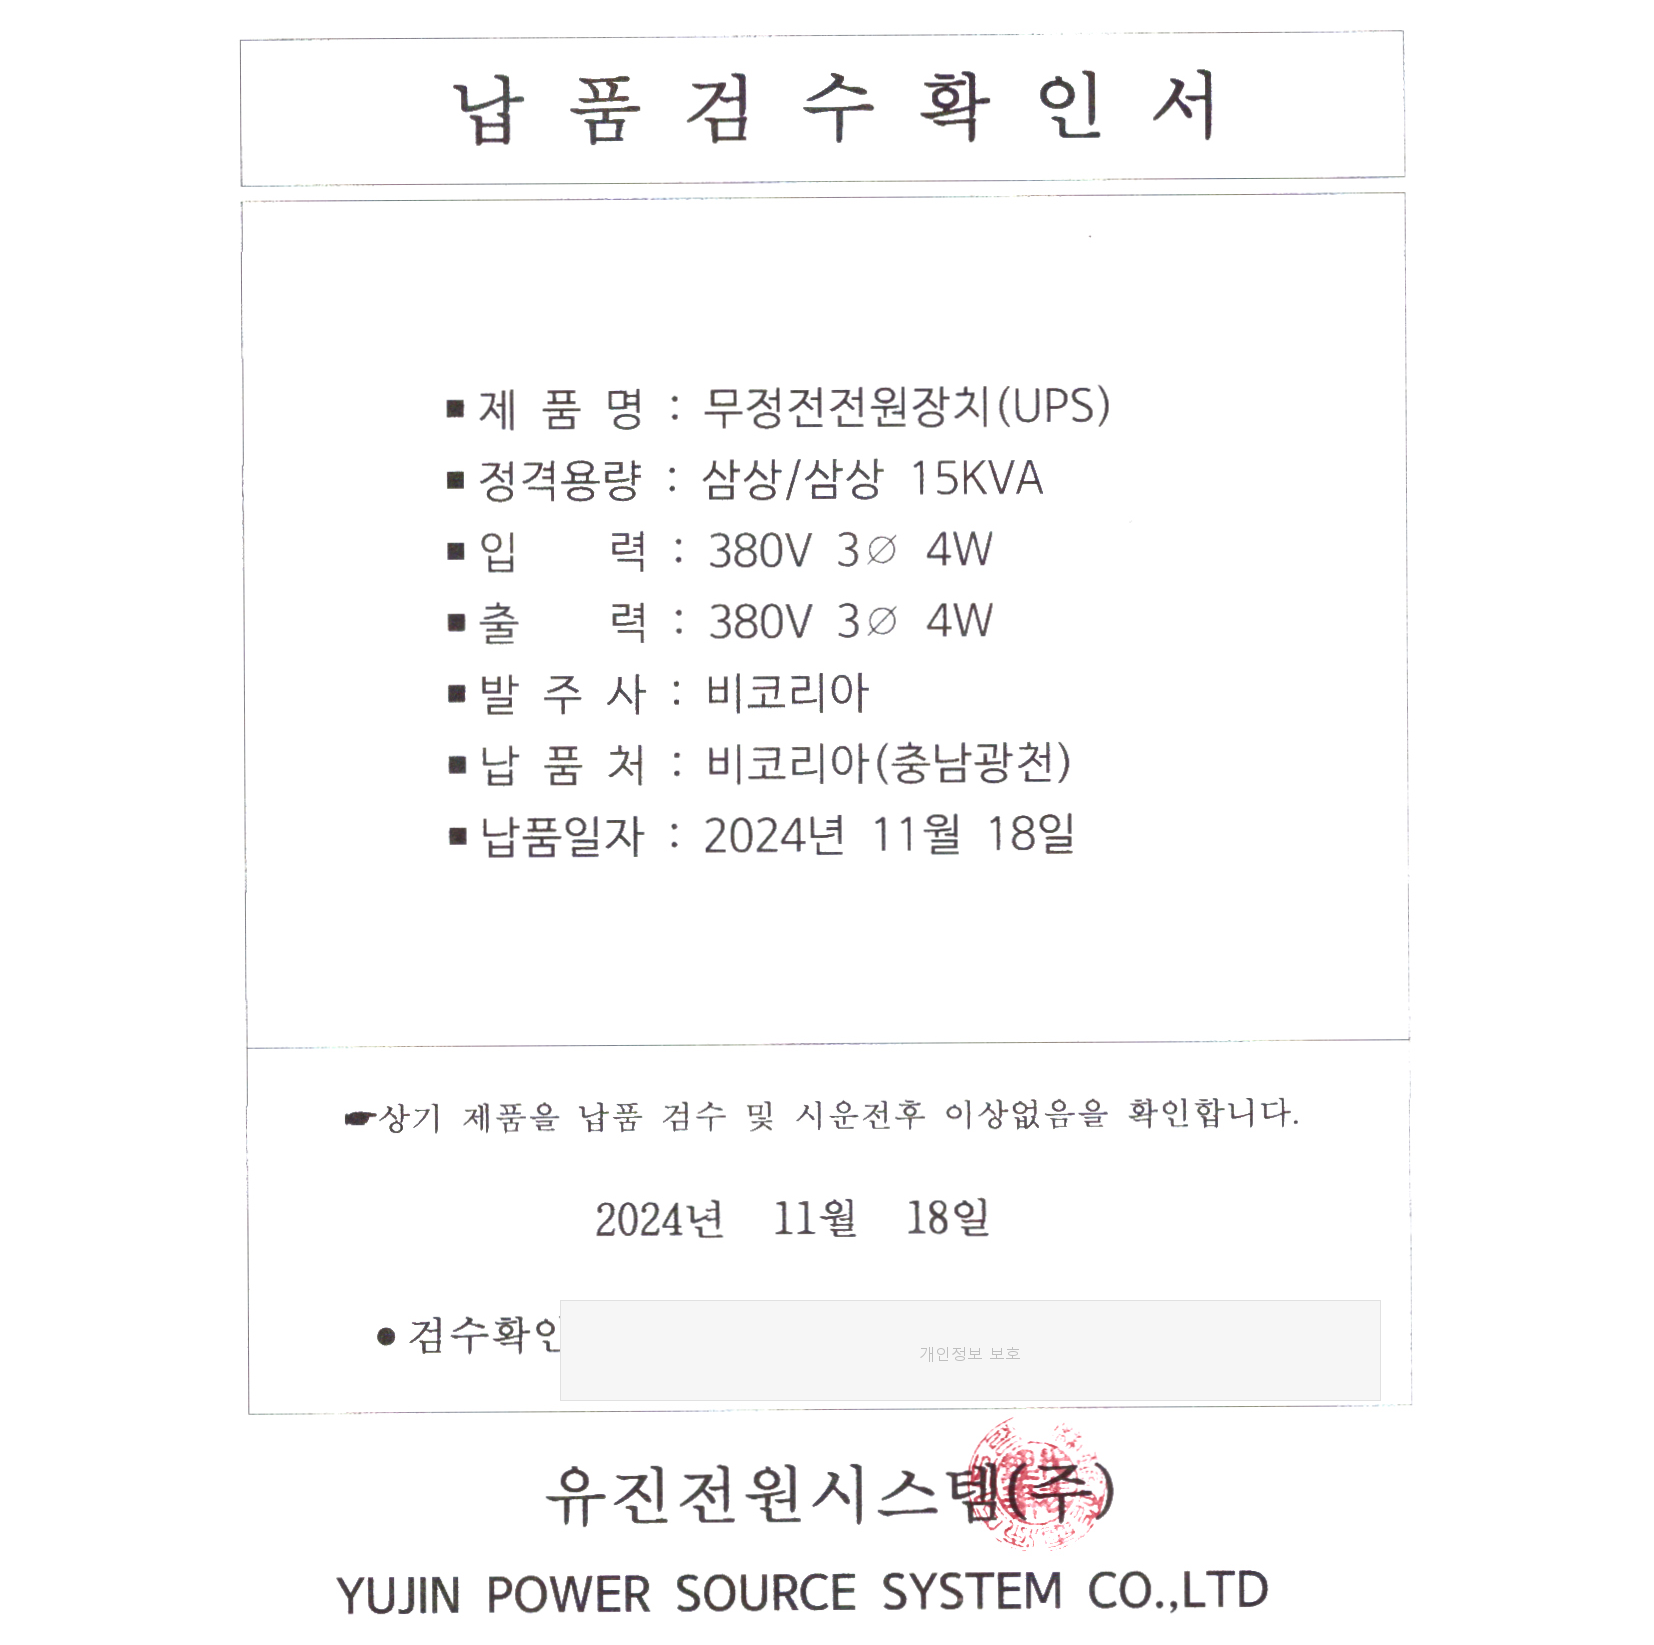 납 품 검 수 확 인 서
■ 제 품 명 : 무정전전원장치(UPS)
■ 정격용량 : 삼상/삼상 15KVA
■ 입 력 : 380V 3∅ 4W
■ 출 력 : 380V 3∅ 4W
■ 발 주 사 : 비코리아
■ 납 품 처 : 비코리아(충남광천)
■ 납품일자 : 2024년 11월 18일
☛상기 제품을 납품 검수 및 시운전후 이상없음을 확인합니다.
2024년 11월 18일
● 검수확인
개인정보 보호
유진전원시스템(주)
YUJIN POWER SOURCE SYSTEM CO.,LTD